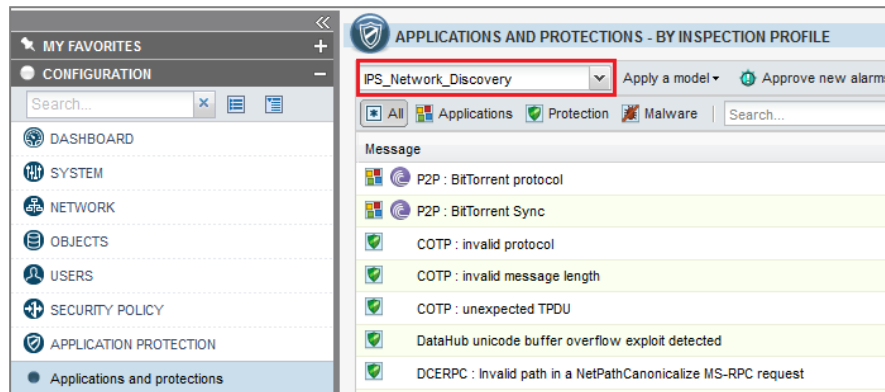 MY FAVORITES
CONFIGURATION
Search...
DASHBOARD
SYSTEM
NETWORK
OBJECTS
USERS
SECURITY POLICY
APPLICATION PROTECTION
Applications and protections
APPLICATIONS AND PROTECTIONS - BY INSPECTION PROFILE
IPS_Network_Discovery Apply a model Approve new alarms
All Applications Protection Malware Search...
Message
P2P : BitTorrent protocol
P2P : BitTorrent Sync
COTP : invalid protocol
COTP : invalid message length
COTP : unexpected TPDU
DataHub unicode buffer overflow exploit detected
DCERPC : Invalid path in a NetPathCanonicalize MS-RPC request